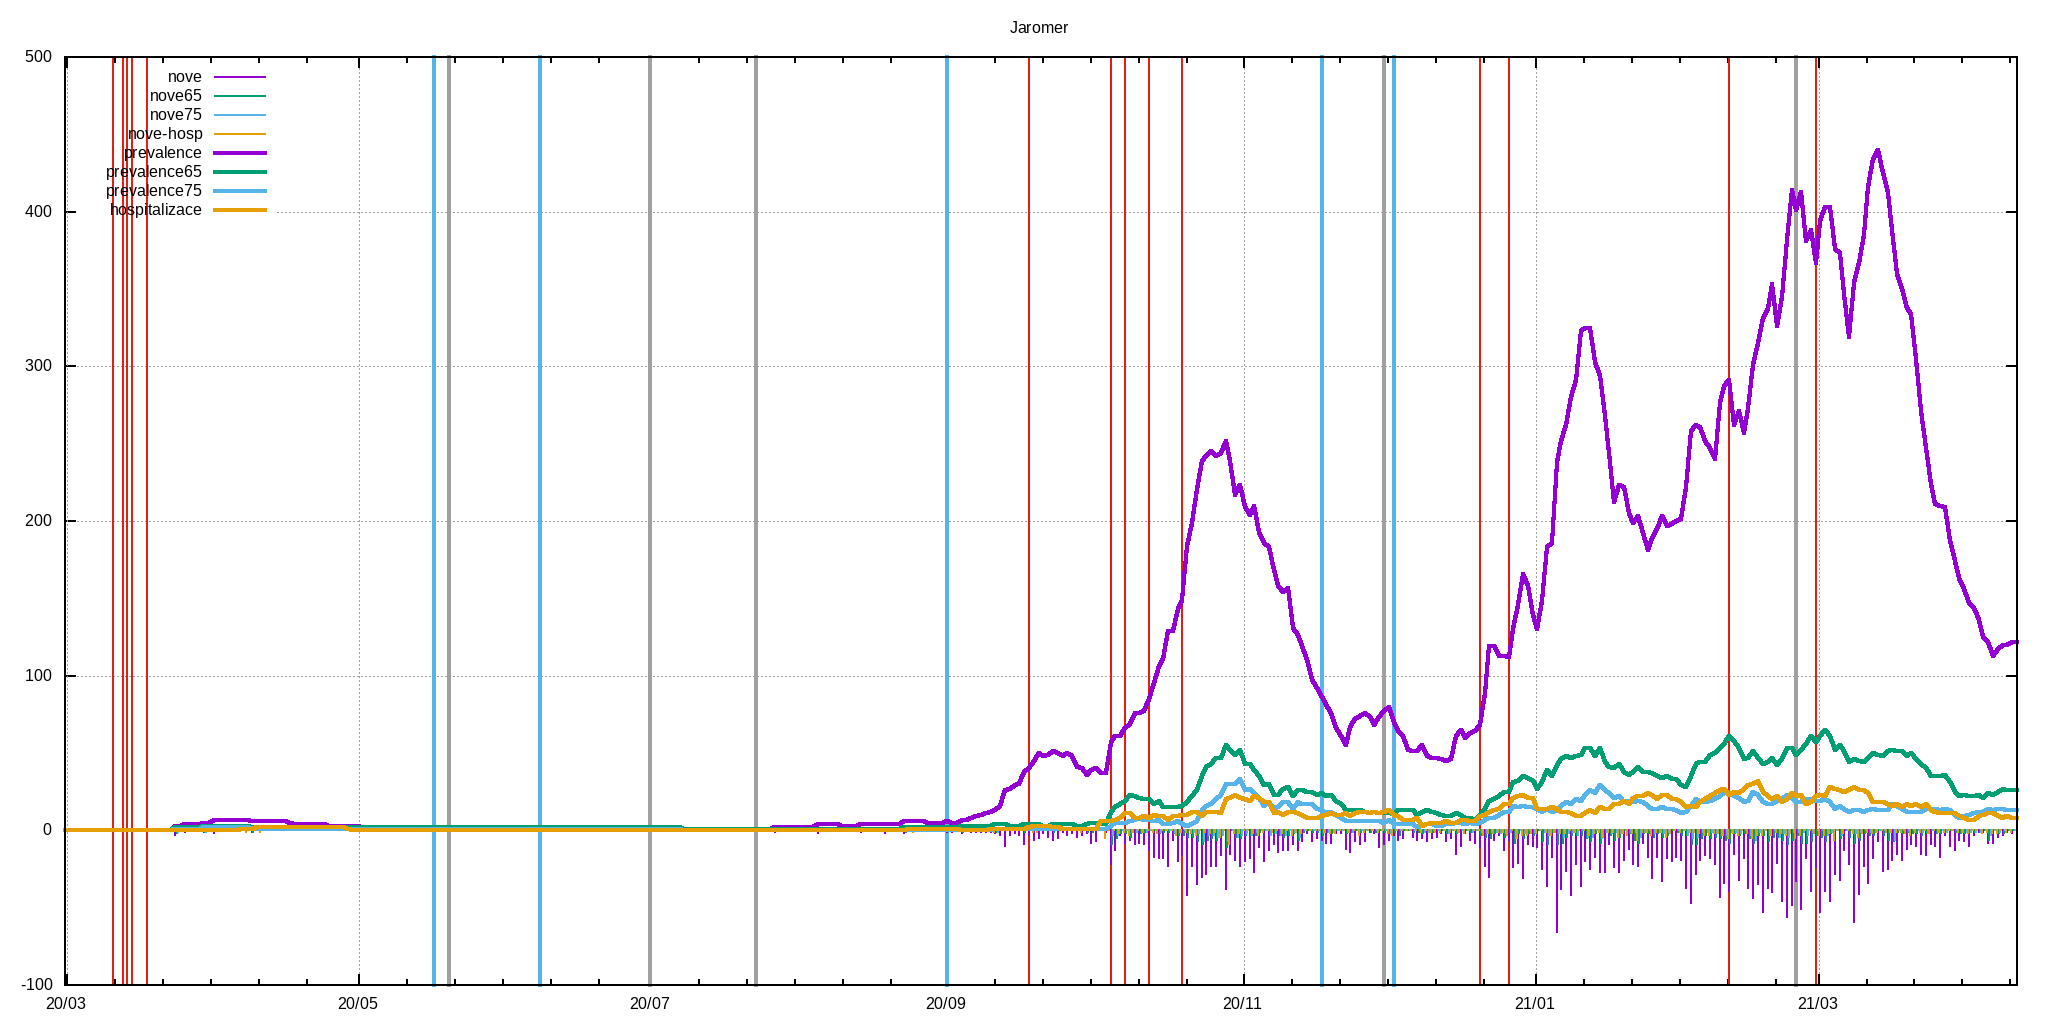 Jaromer
500
400
300
200
100
0
-100
nove
nove65
nove75
nove-hosp
prevalence
prevalence65
prevalence75
hospitalizace
20/03 20/05 20/07 20/09 20/11 21/01 21/03